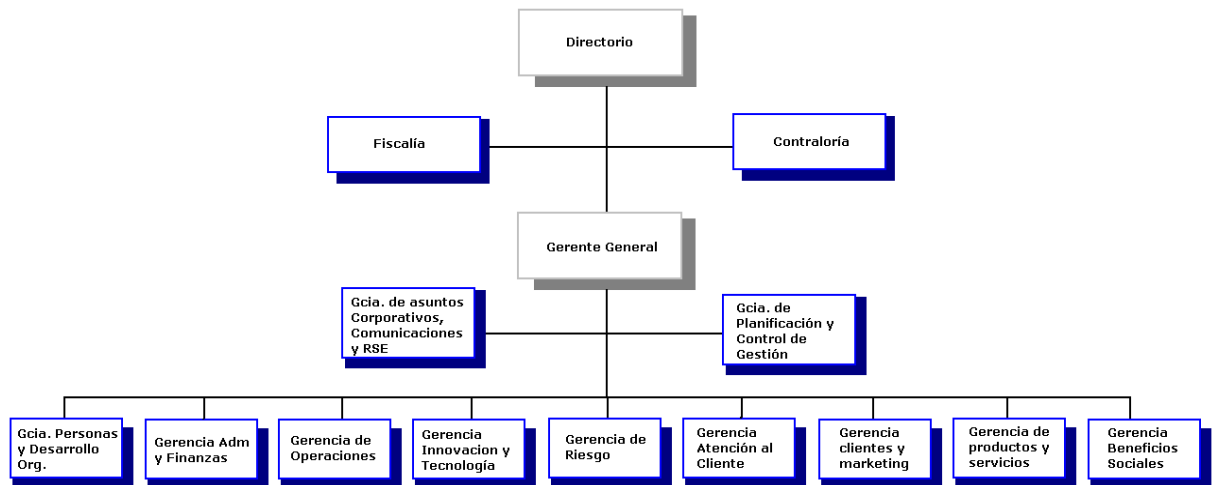 Directorio
Fiscalía
Contraloría
Gerente General
Gcia. de asuntos
Corporativos,
Comunicaciones
y RSE
Gcia. de
Planificación y
Control de
Gestión
Gcia. Personas
y Desarrollo
Org.
Gerencia Adm
y Finanzas
Gerencia de
Operaciones
Gerencia
Innovacion y
Tecnología
Gerencia de
Riesgo
Gerencia
Atención al
Cliente
Gerencia
clientes y
marketing
Gerencia de
productos y
servicios
Gerencia
Beneficios
Sociales